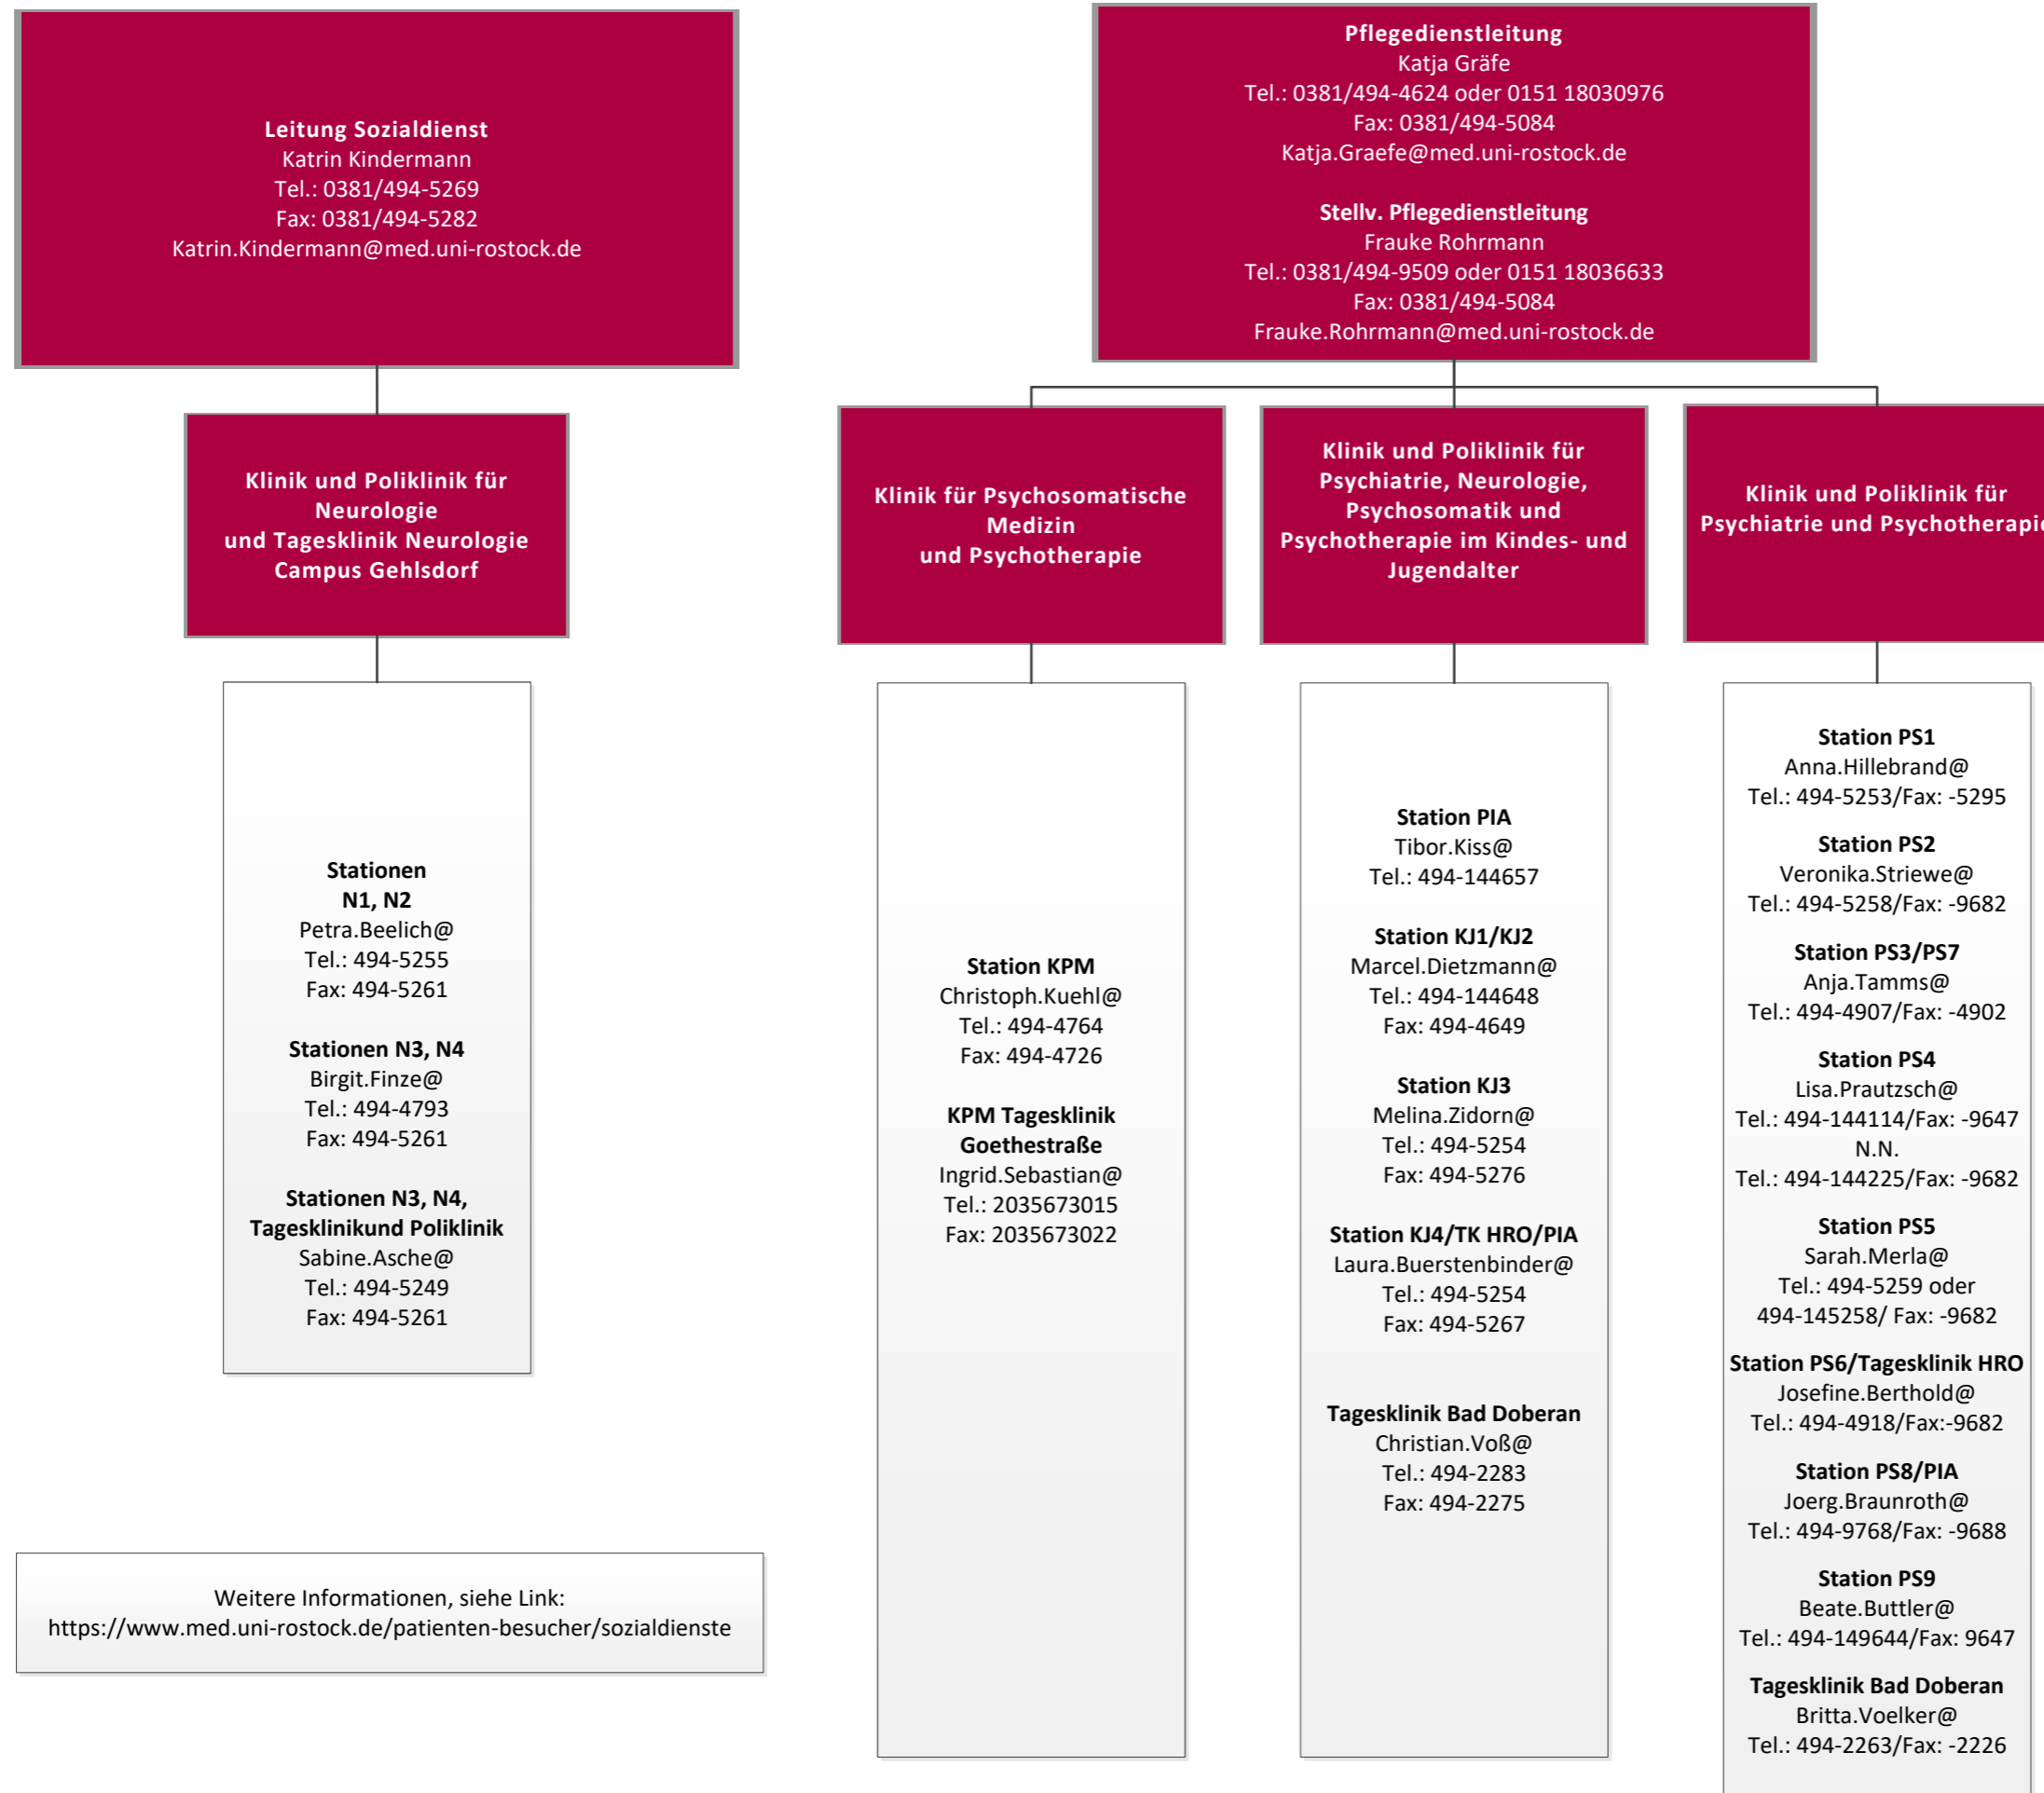 Leitung Sozialdienst
Katrin Kindermann
Tel.: 0381/494-5269
Fax: 0381/494-5282
Katrin.Kindermann@med.uni-rostock.de
Pflegedienstleitung
Katja Gräfe
Tel.: 0381/494-4624 oder 0151 18030976
Fax: 0381/494-5084
Katja.Graefe@med.uni-rostock.de
Stellv. Pflegedienstleitung
Frauke Rohrmann
Tel.: 0381/494-9509 oder 0151 18036633
Fax: 0381/494-5084
Frauke.Rohrmann@med.uni-rostock.de
Klinik und Poliklinik für
Neurologie
und Tagesklinik Neurologie
Campus Gehlsdorf
Klinik für Psychosomatische
Medizin
und Psychotherapie
Klinik und Poliklinik für
Psychiatrie, Neurologie,
Psychosomatik und
Psychotherapie im Kindes- und
Jugendalter
Klinik und Poliklinik für
Psychiatrie und Psychotherapie
Stationen
N1, N2
Petra.Beelich@
Tel.: 494-5255
Fax: 494-5261
Stationen N3, N4
Birgit.Finze@
Tel.: 494-4793
Fax: 494-5261
Stationen N3, N4,
Tagesklinikund Poliklinik
Sabine.Asche@
Tel.: 494-5249
Fax: 494-5261
Station KPM
Christoph.Kuehl@
Tel.: 494-4764
Fax: 494-4726
KPM Tagesklinik
Goethestraße
Ingrid.Sebastian@
Tel.: 2035673015
Fax: 2035673022
Station PIA
Tibor.Kiss@
Tel.: 494-144657
Station KJ1/KJ2
Marcel.Dietzmann@
Tel.: 494-144648
Fax: 494-4649
Station KJ3
Melina.Zidorn@
Tel.: 494-5254
Fax: 494-5276
Station KJ4/TK HRO/PIA
Laura.Buerstenbinder@
Tel.: 494-5254
Fax: 494-5267
Tagesklinik Bad Doberan
Christian.Voß@
Tel.: 494-2283
Fax: 494-2275
Station PS1
Anna.Hillebrand@
Tel.: 494-5253/Fax: -5295
Station PS2
Veronika.Striewe@
Tel.: 494-5258/Fax: -9682
Station PS3/PS7
Anja.Tamms@
Tel.: 494-4907/Fax: -4902
Station PS4
Lisa.Prautzsch@
Tel.: 494-144114/Fax: -9647
N.N.
Tel.: 494-144225/Fax: -9682
Station PS5
Sarah.Merla@
Tel.: 494-5259 oder
494-145258/ Fax: -9682
Station PS6/Tagesklinik HRO
Josefine.Berthold@
Tel.: 494-4918/Fax:-9682
Station PS8/PIA
Joerg.Braunroth@
Tel.: 494-9768/Fax: -9688
Station PS9
Beate.Buttler@
Tel.: 494-149644/Fax: 9647
Tagesklinik Bad Doberan
Britta.Voelker@
Tel.: 494-2263/Fax: -2226
Weitere Informationen, siehe Link:
https://www.med.uni-rostock.de/patienten-besucher/sozialdienste